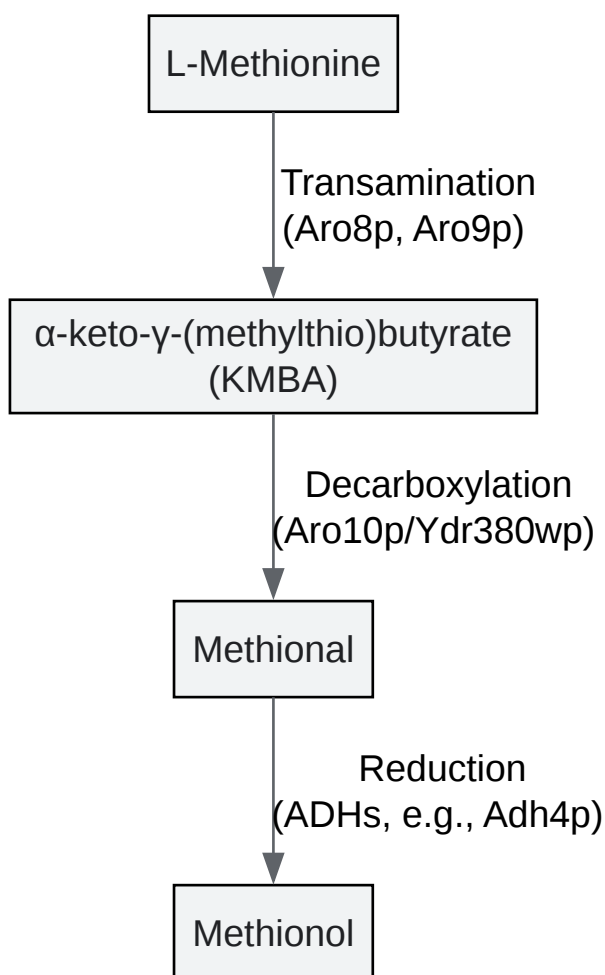 L-Methionine
Transamination
(Aro8p, Aro9p)
α-keto-γ-(methylthio)butyrate
(KMBA)
Decarboxylation
(Aro10p/Ydr380wp)
Methional
Reduction
(ADHs, e.g., Adh4p)
Methionol